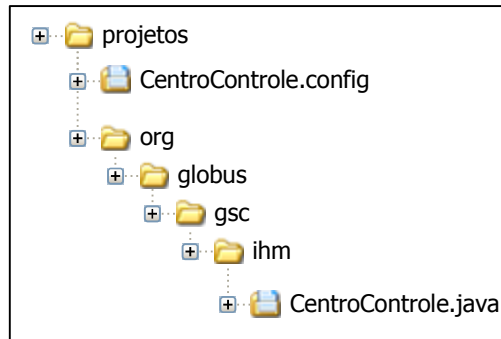 projetos
CentroControle.config
org
globus
gsc
ihm
CentroControle.java